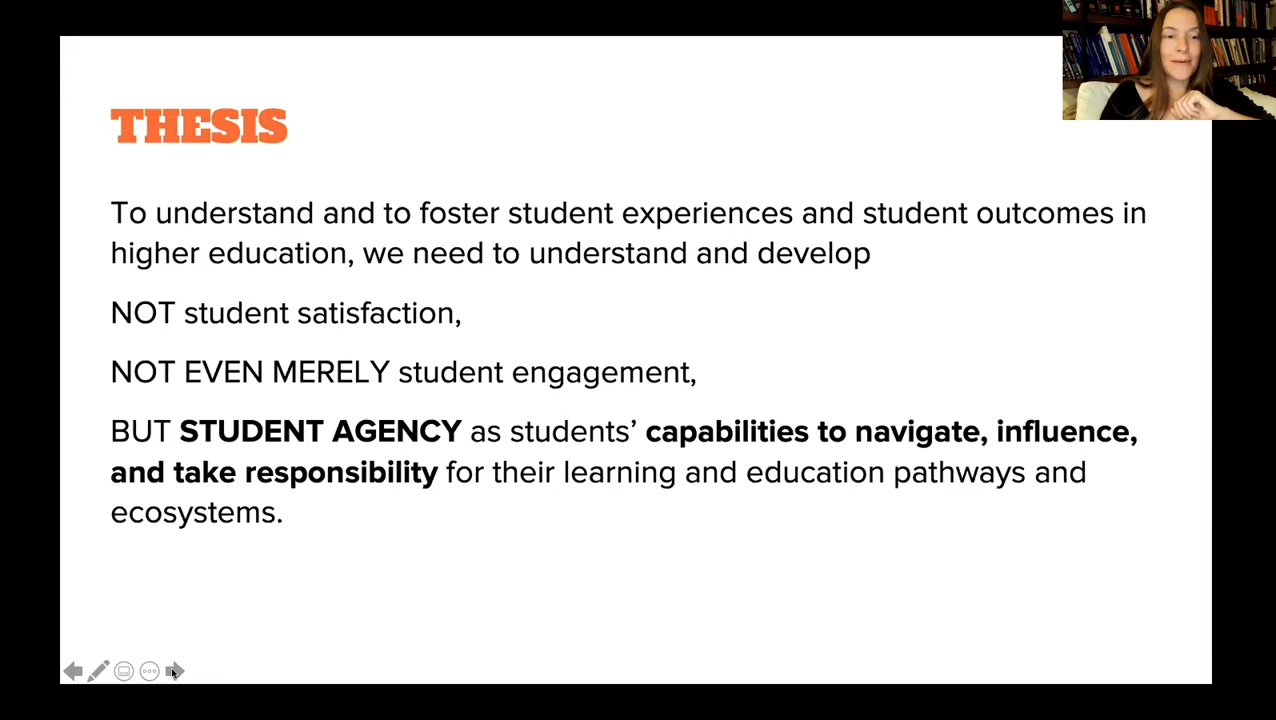 THESIS
To understand and to foster student experiences and student outcomes in
higher education, we need to understand and develop
NOT student satisfaction,
NOT EVEN MERELY student engagement,
BUT STUDENT AGENCY as students’ capabilities to navigate, influence,
and take responsibility for their learning and education pathways and
ecosystems.